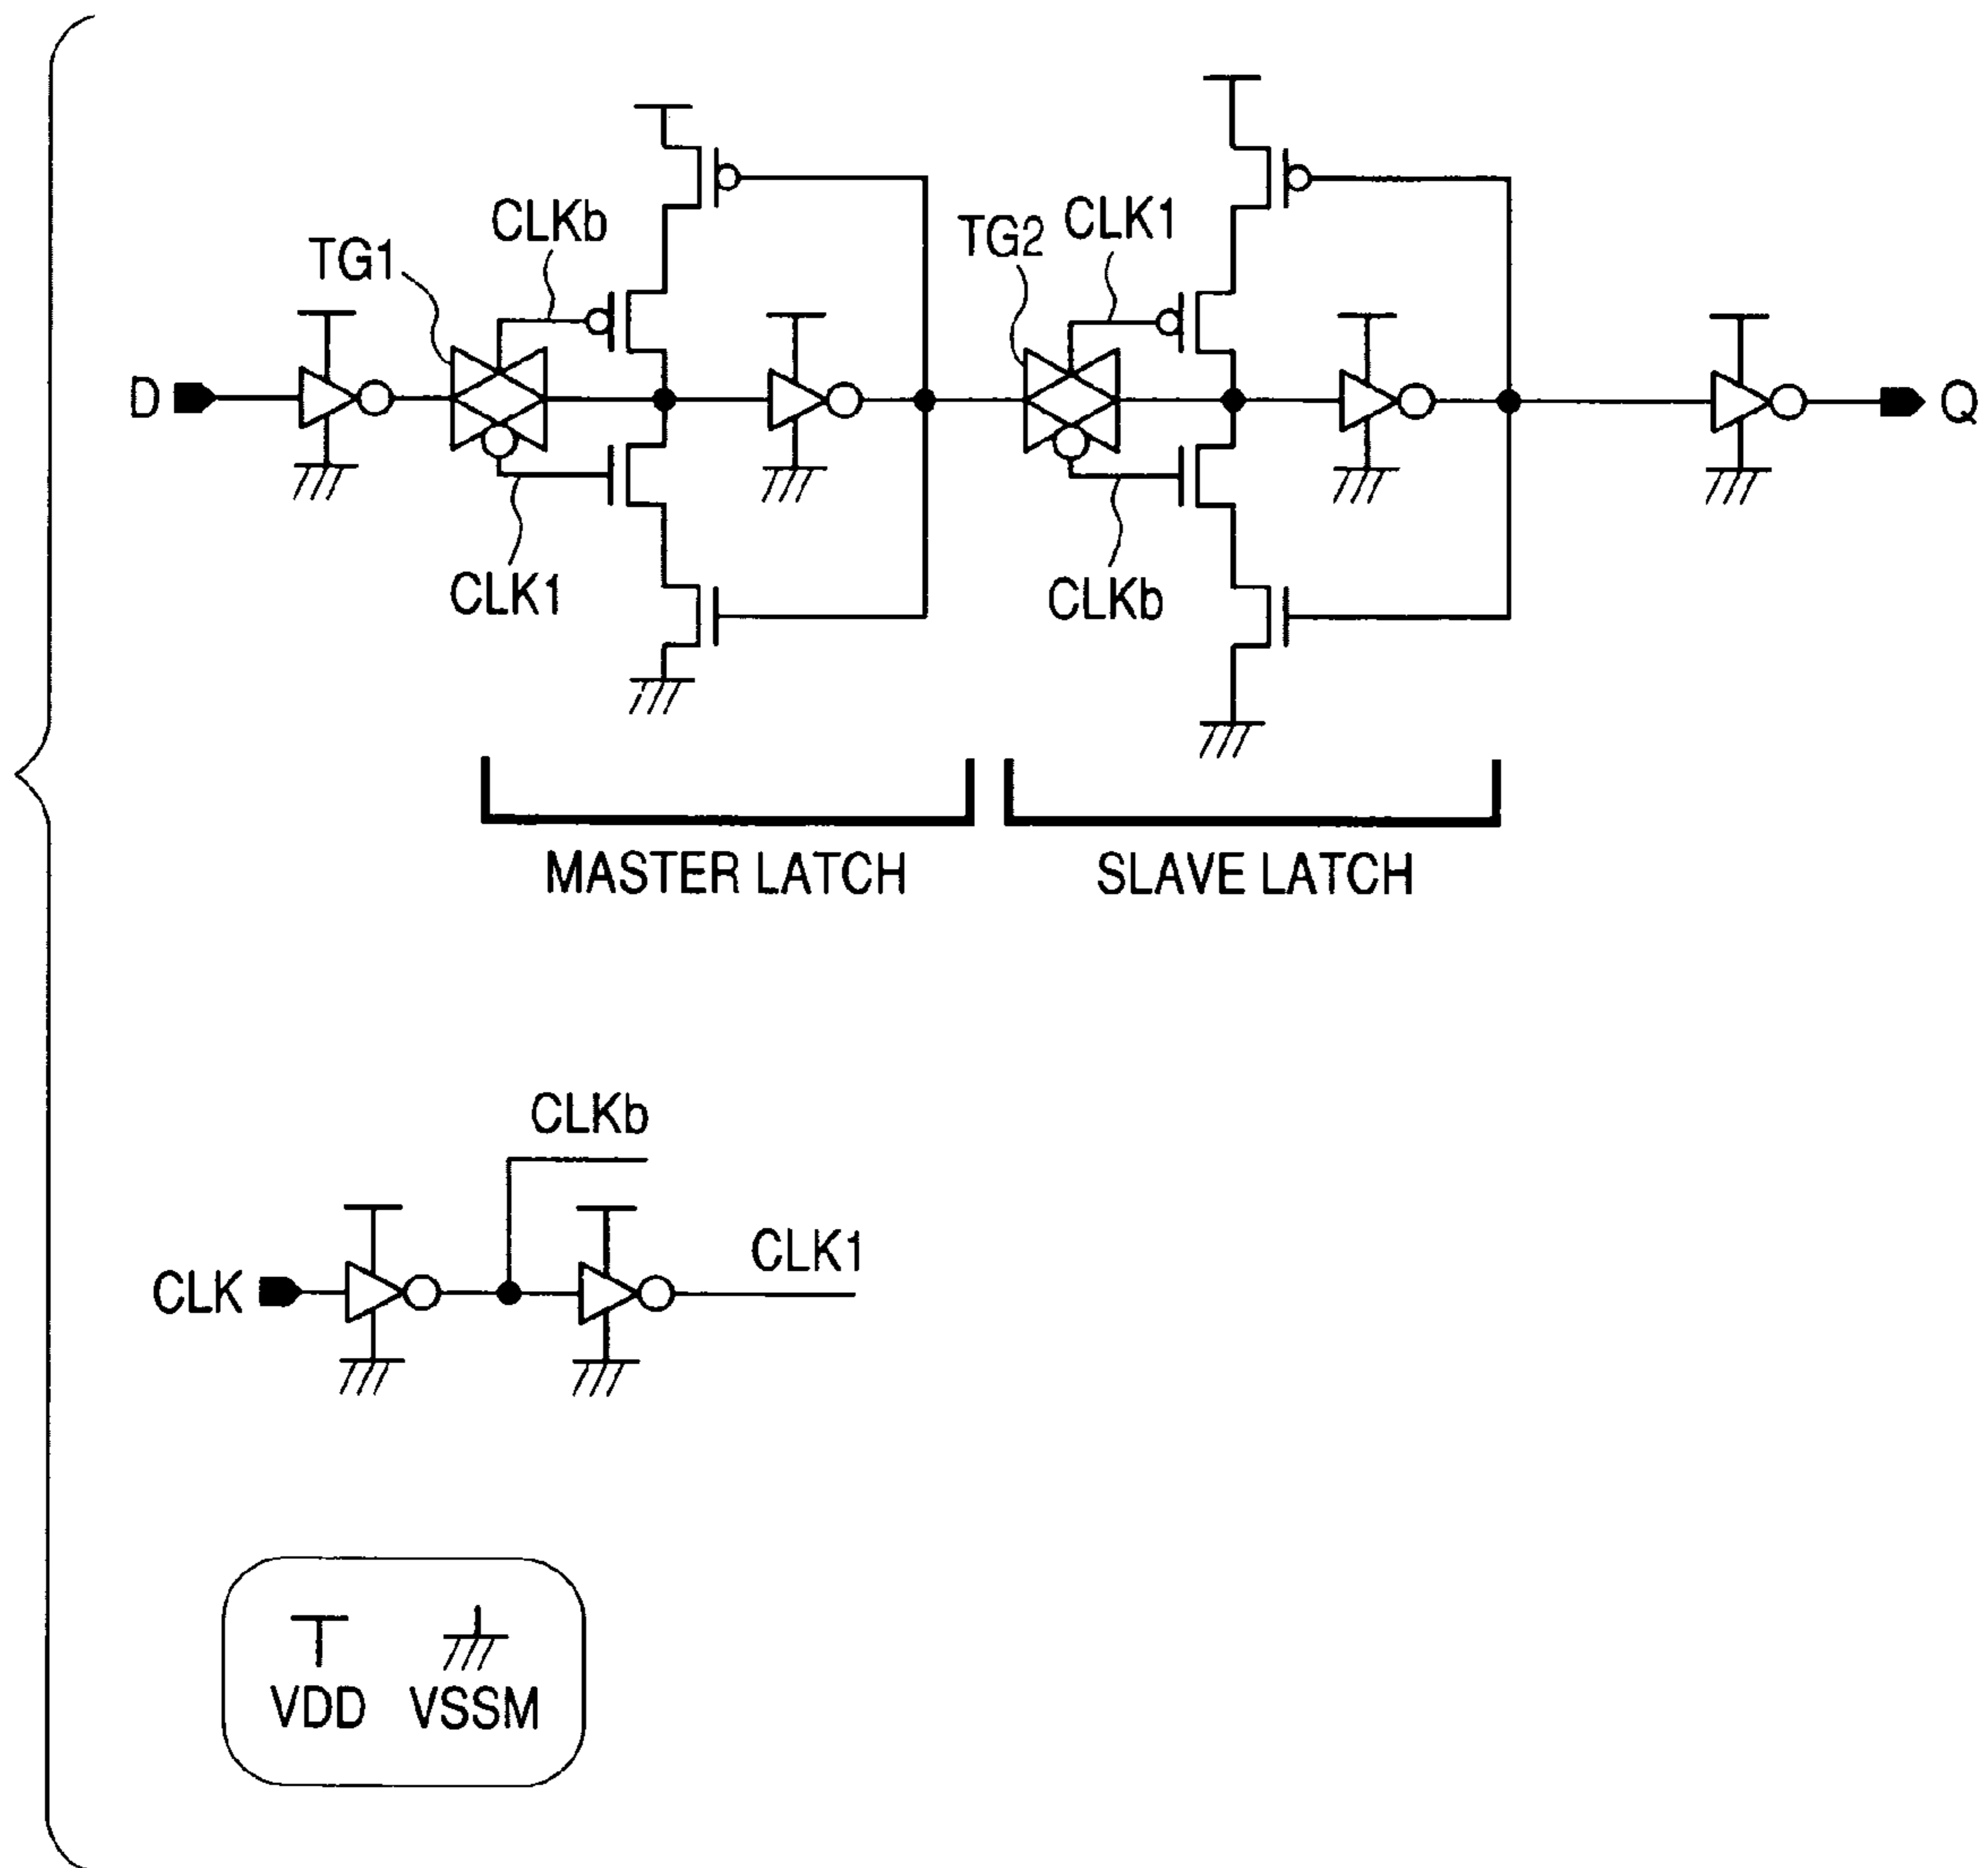 CLKb
TG1
TG2
CLK1
D
Q
CLK1
CLKb
MASTER LATCH
SLAVE LATCH
CLKb
CLK
CLK1
VDD
VSSM